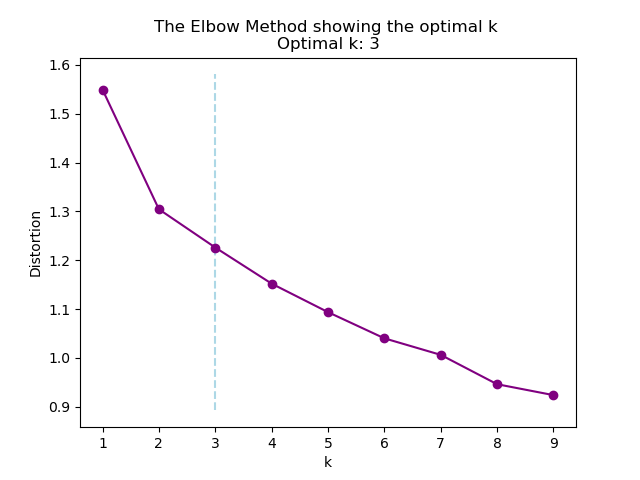 The Elbow Method showing the optimal k
Optimal k: 3
1.6
1.5
1.4
1.3
1.2
1.1
1.0
0.9
Distortion
1 2 3 4 5 6 7 8 9
k